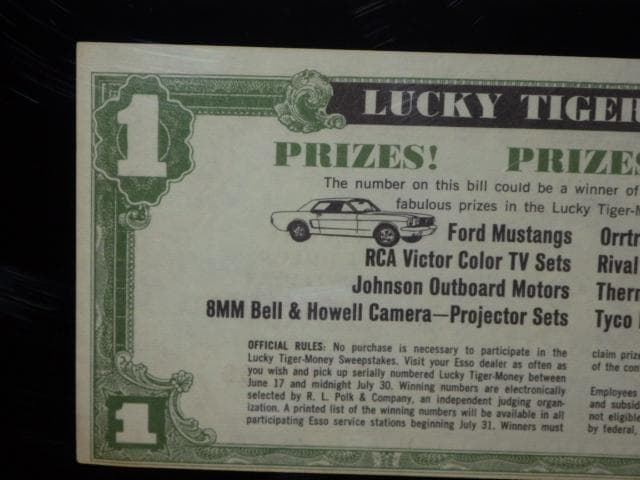 1
LUCKY TIGER
PRIZES! PRIZES
The number on this bill could be a winner of
fabulous prizes in the Lucky Tiger-M
Ford Mustangs Orrtr
RCA Victor Color TV Sets Rival
Johnson Outboard Motors Therm
8MM Bell & Howell Camera—Projector Sets Tyco
OFFICIAL RULES: No purchase is necessary to participate in the
Lucky Tiger-Money Sweepstakes. Visit your Esso dealer as often as
you wish and pick up serially numbered Lucky Tiger-Money between
June 17 and midnight July 30. Winning numbers are electronically
selected by R. L. Polk & Company, an independent judging organ-
ization. A printed list of the winning numbers will be available in all
participating Esso service stations beginning July 31. Winners must
claim prize
of the con
Employees
and subsid
not eligible
by federal,
1